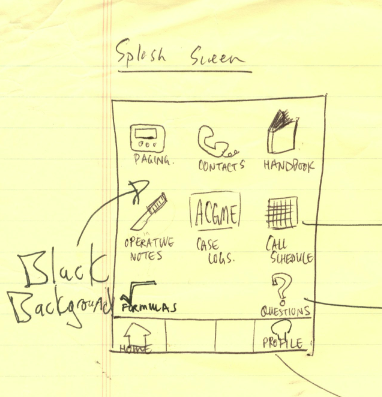 Splash Screen
PAGING.
CONTACTS
HANDBOOK
ACGME
OPERATIVE
NOTES
CASE
LOGS.
CALL
SCHEDULE
Black
Background
FORMULAS
QUESTIONS
HOME
PROFILE